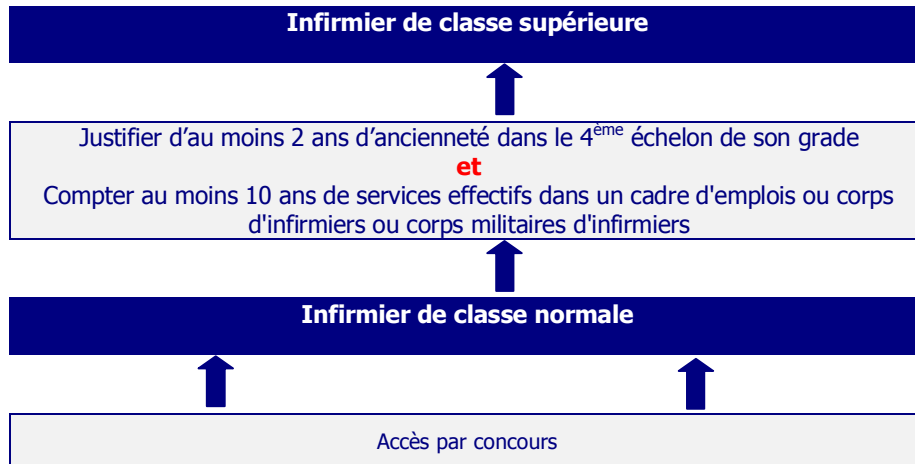 Infirmier de classe supérieure
Justifier d’au moins 2 ans d’ancienneté dans le 4ème échelon de son grade
et
Compter au moins 10 ans de services effectifs dans un cadre d'emplois ou corps
d'infirmiers ou corps militaires d'infirmiers
Infirmier de classe normale
Accès par concours